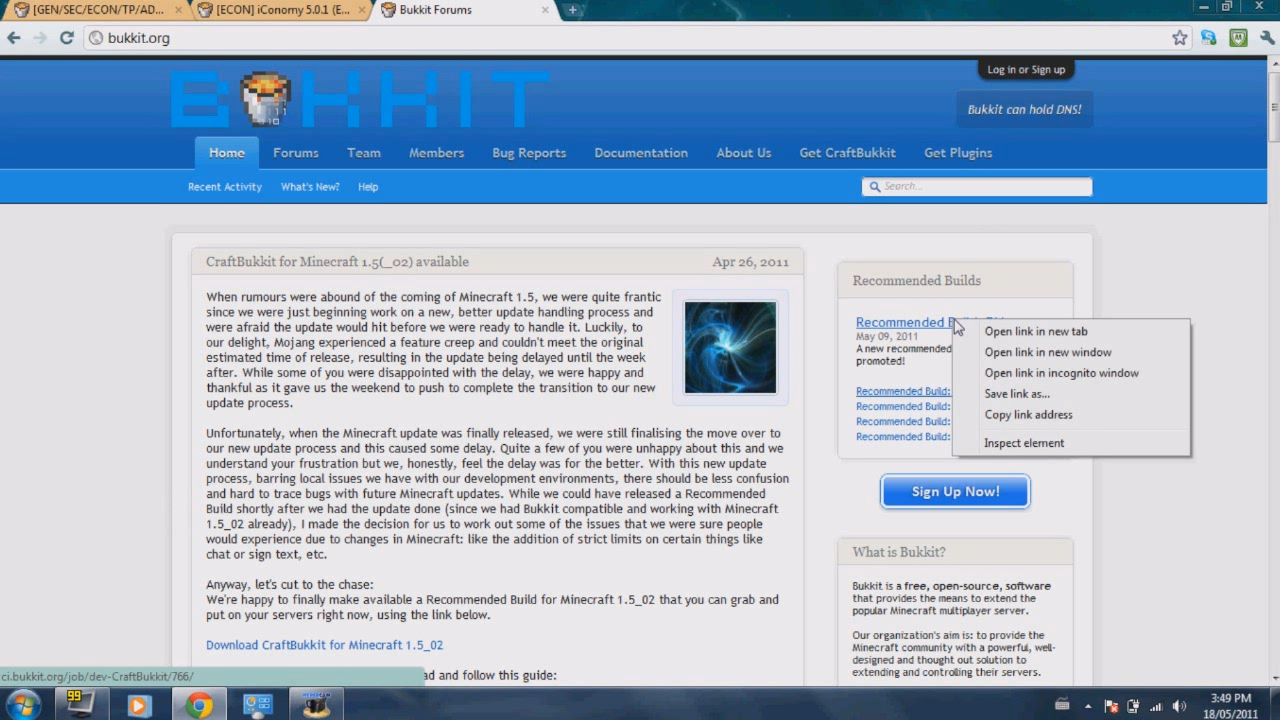 [GEN/SEC/ECON/TP/AD...
[ECON] iConomy 5.0.1 (E...
Bukkit Forums
bukkit.org
BUKKIT
Log in or Sign up
Bukkit can hold DNS!
Home
Forums
Team
Members
Bug Reports
Documentation
About Us
Get CraftBukkit
Get Plugins
Recent Activity
What's New?
Help
Search...
CraftBukkit for Minecraft 1.5(_02) available
Apr 26, 2011
When rumours were abound of the coming of Minecraft 1.5, we were quite frantic
since we were just beginning work on a new, better update handling process and
were afraid the update would hit before we were ready to handle it. Luckily, to
our delight, Mojang experienced a feature creep and couldn't meet the original
estimated time of release, resulting in the update being delayed until the week
after. While some of you were disappointed with the delay, we were happy and
thankful as it gave us the weekend to push to complete the transition to our new
update process.
Unfortunately, when the Minecraft update was finally released, we were still finalising the move over to
our new update process and this caused some delay. Quite a few of you were unhappy about this and we
understand your frustration but we, honestly, feel the delay was for the better. With this new update
process, barring local issues we have with our development environments, there should be less confusion
and hard to trace bugs with future Minecraft updates. While we could have released a Recommended
Build shortly after we had the update done (since we had Bukkit compatible and working with Minecraft
1.5_02 already), I made the decision for us to work out some of the issues that we were sure people
would experience due to changes in Minecraft: like the addition of strict limits on certain things like
chat or sign text, etc.
Anyway, let's cut to the chase:
We're happy to finally make available a Recommended Build for Minecraft 1.5_02 that you can grab and
put on your servers right now, using the link below.
Download CraftBukkit for Minecraft 1.5_02
ad and follow this guide:
Recommended Builds
Recommended
May 09, 2011
A new recommended
promoted!
Recommended Build:
Recommended Build:
Recommended Build:
Recommended Build:
Open link in new tab
Open link in new window
Open link in incognito window
Save link as...
Copy link address
Inspect element
Sign Up Now!
What is Bukkit?
Bukkit is a free, open-source, software
that provides the means to extend the
popular Minecraft multiplayer server.
Our organization's aim is: to provide the
Minecraft community with a powerful, well-
designed and thought out solution to
extending and controlling their servers.
ci.bukkit.org/job/dev-CraftBukkit/766/
99
3:49 PM
18/05/2011